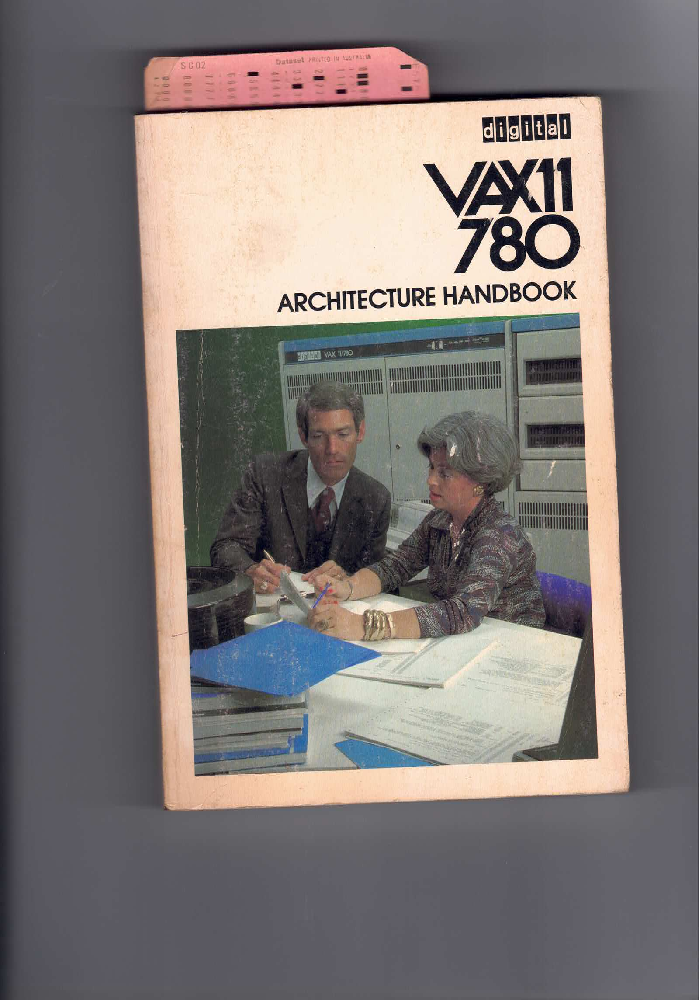 SC02 Dataset PRINTED IN AUSTRALIA
digital
VAX11
780
ARCHITECTURE HANDBOOK
digital VAX 11/780